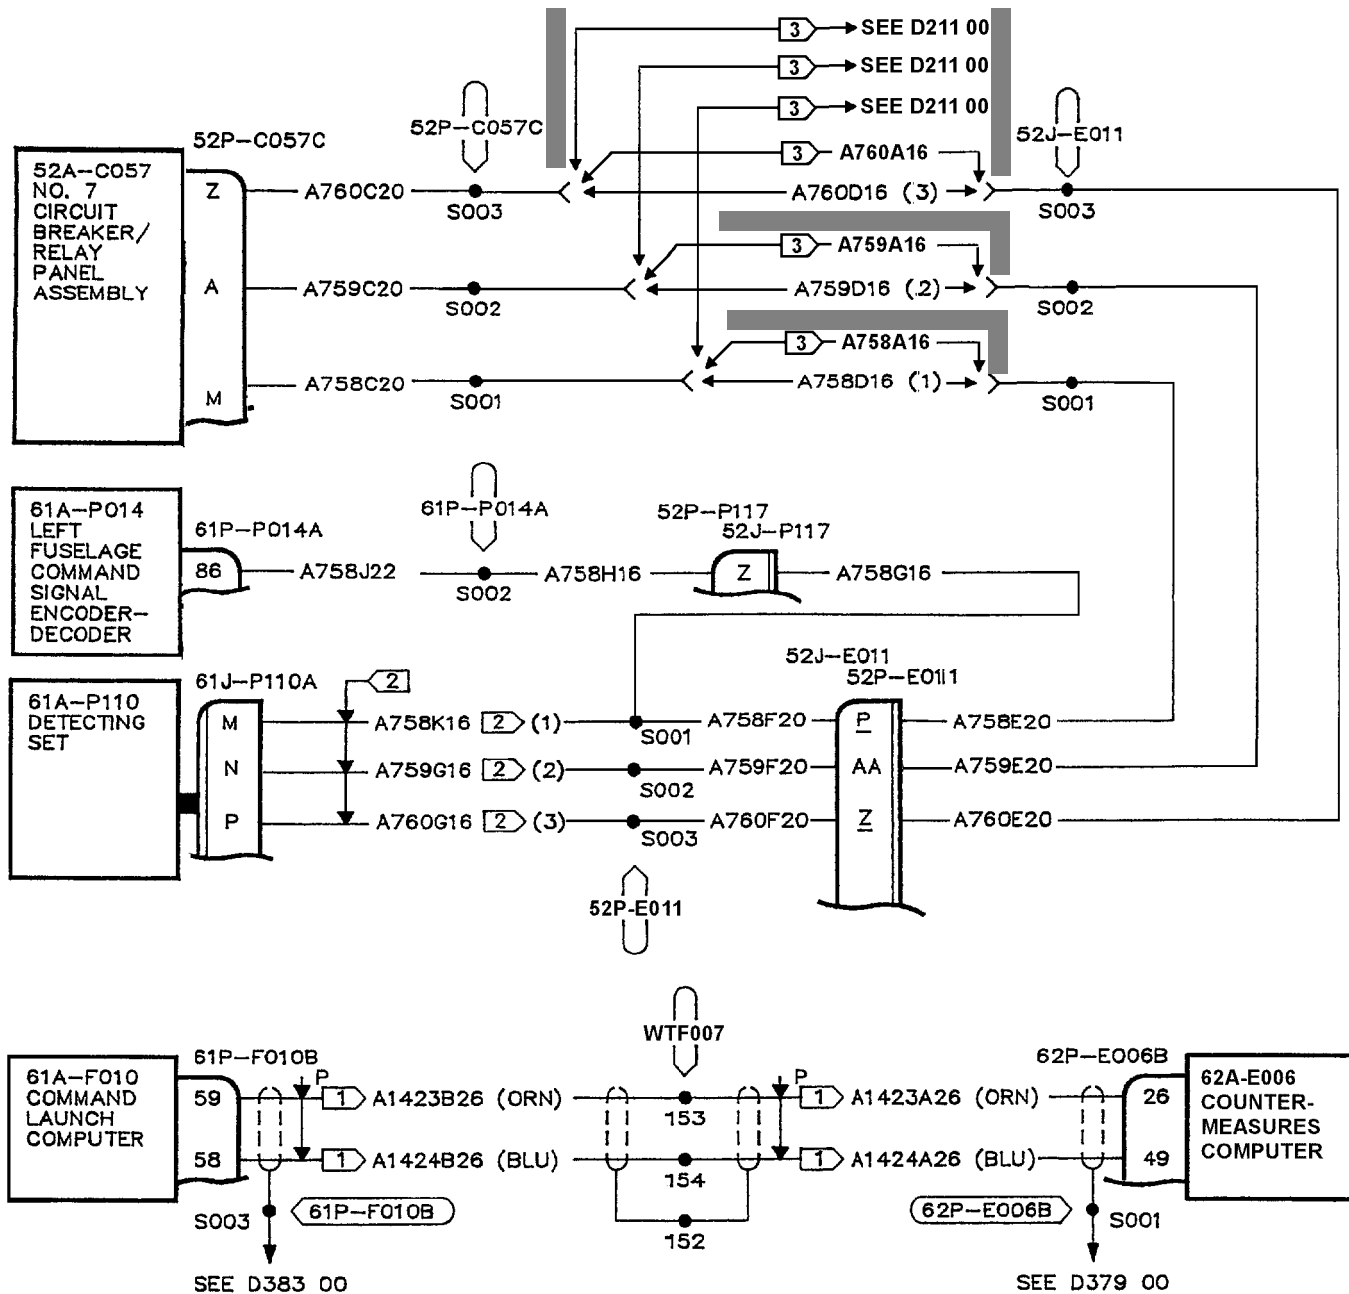 3 SEE D211 00
3 SEE D211 00
3 SEE D211 00
52P-C057C
52P-C057C
52J-E011
52A-C057
NO. 7
CIRCUIT
BREAKER/
RELAY
PANEL
ASSEMBLY
3 A760A16
Z A760C20 S003 A760D16 (3) S003
3 A759A16
A A759C20 S002 A759D16 (2) S002
3 A758A16
M A758C20 S001 A758D16 (1) S001
61A-P014
LEFT
FUSELAGE
COMMAND
SIGNAL
ENCODER-
DECODER
61P-P014A
61P-P014A
52P-P117
52J-P117
86 A758J22 S002 A758H16 Z A758G16
61A-P110
DETECTING
SET
61J-P110A
2
52J-E011
52P-E011
M A758K16 2 (1) S001 A758F20 P A758E20
N A759G16 2 (2) S002 A759F20 AA A759E20
P A760G16 2 (3) S003 A760F20 Z A760E20
52P-E011
WTF007
61A-F010
COMMAND
LAUNCH
COMPUTER
61P-F010B
P
P
62P-E006B
62A-E006
COUNTER-
MEASURES
COMPUTER
59 1 A1423B26 (ORN) 153 1 A1423A26 (ORN) 26
58 1 A1424B26 (BLU) 154 1 A1424A26 (BLU) 49
S003 61P-F010B 152 62P-E006B S001
SEE D383 00
SEE D379 00